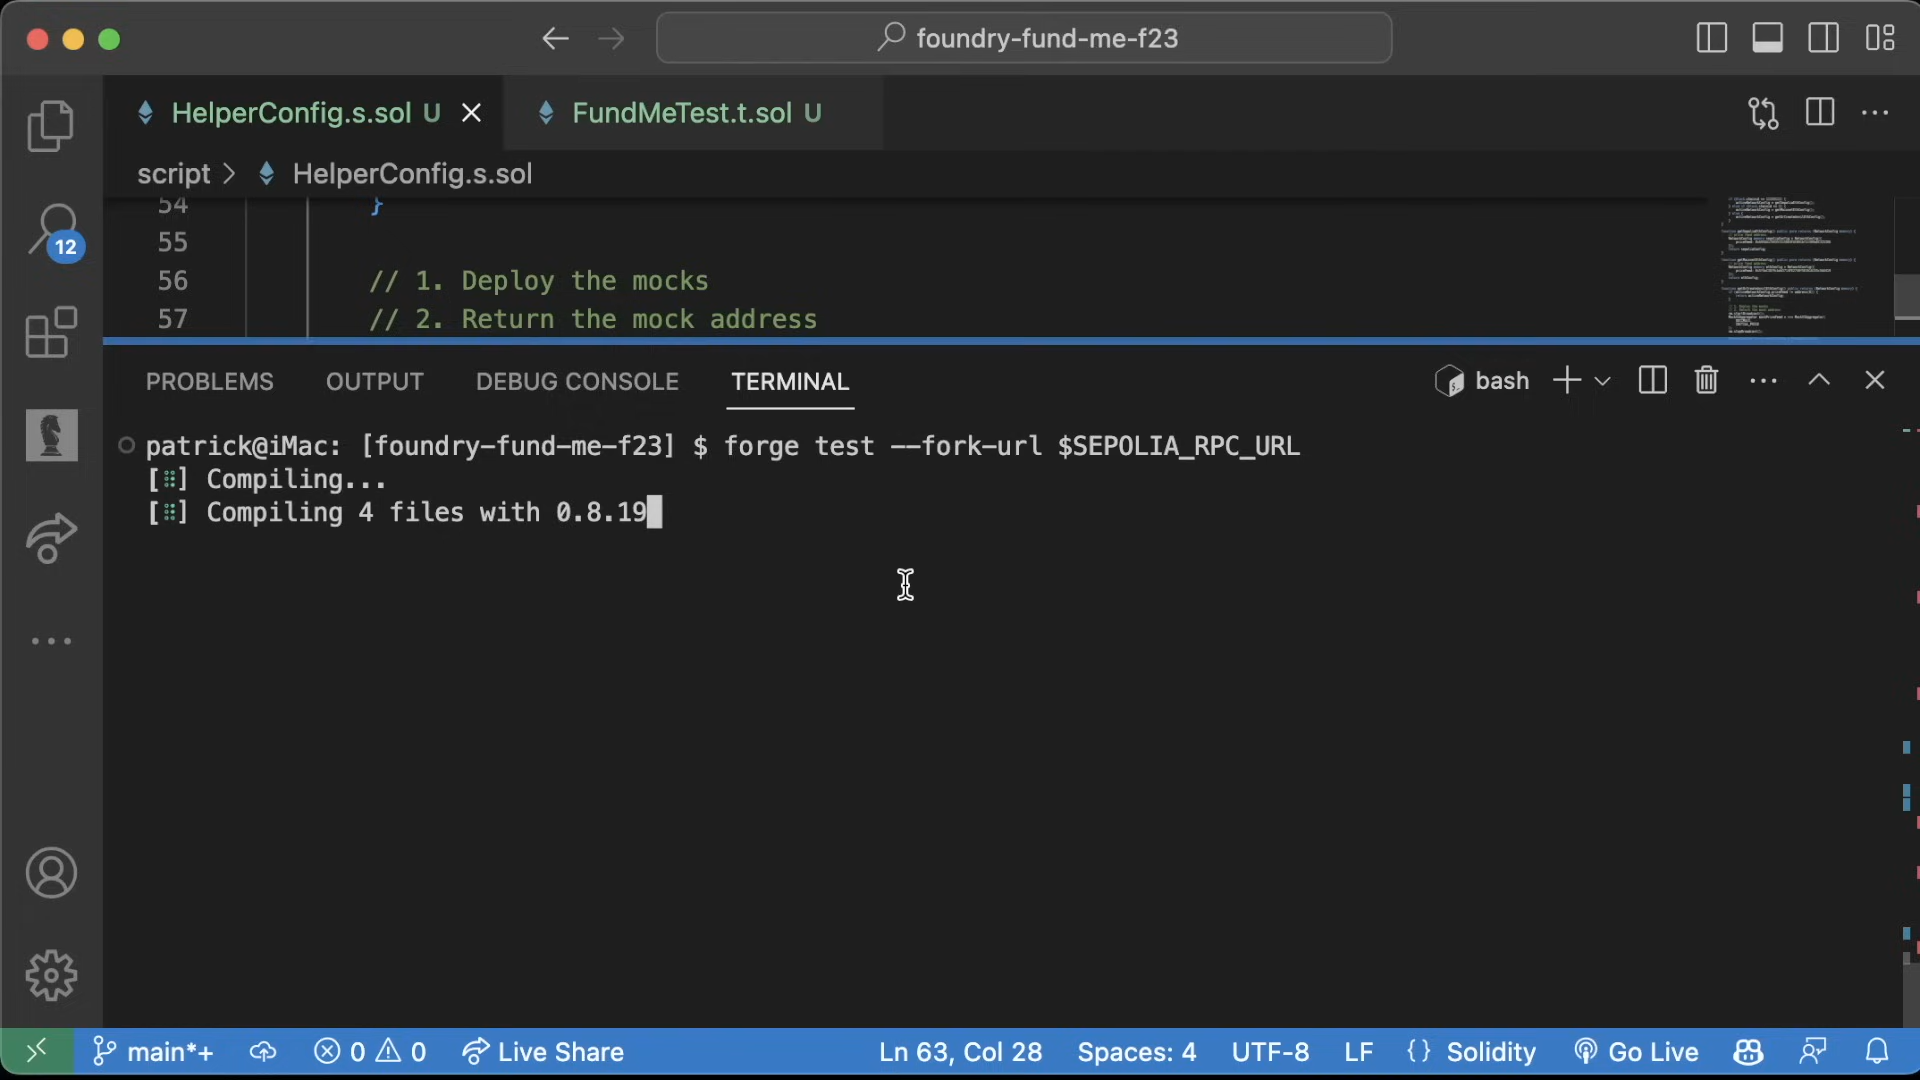 foundry-fund-me-f23
HelperConfig.s.sol U
FundMeTest.t.sol U
script > HelperConfig.s.sol
54 }
55
56 // 1. Deploy the mocks
57 // 2. Return the mock address
12
PROBLEMS OUTPUT DEBUG CONSOLE TERMINAL bash
patrick@iMac: [foundry-fund-me-f23] $ forge test --fork-url $SEPOLIA_RPC_URL
[⠿] Compiling...
[⠿] Compiling 4 files with 0.8.19
main*+ 0 0 Live Share Ln 63, Col 28 Spaces: 4 UTF-8 LF {} Solidity Go Live